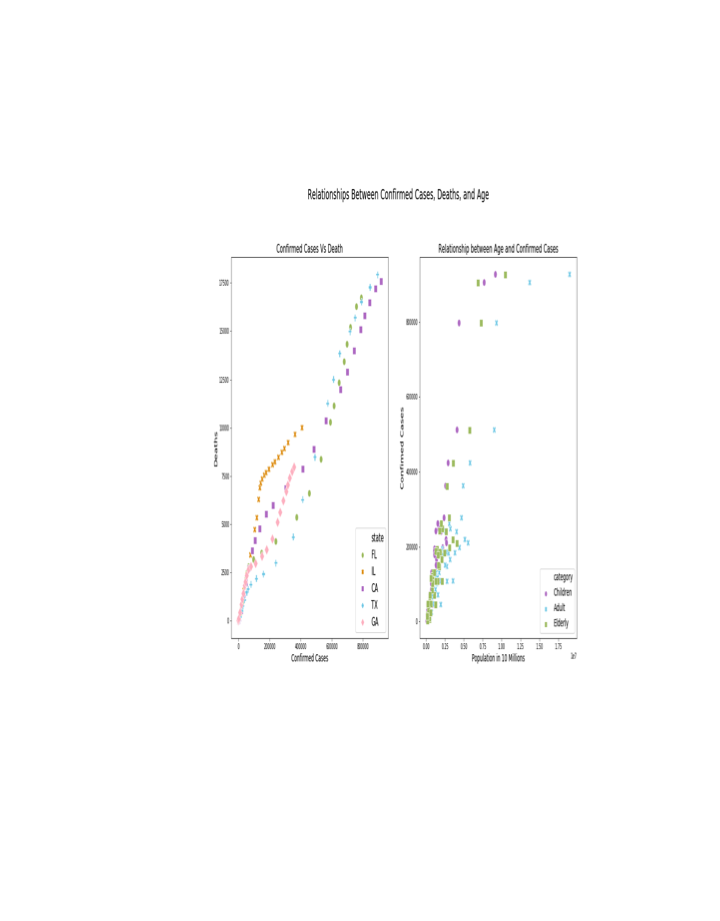 Relationships Between Confirmed Cases, Deaths, and Age
Confirmed Cases Vs Death
17500
15000
12500
10000
7500
5000
2500
0
Deaths
0 200000 400000 600000 800000
Confirmed Cases
state
FL
IL
CA
TX
GA
Relationship between Age and Confirmed Cases
800000
600000
400000
200000
0
Confirmed Cases
0.00 0.25 0.50 0.75 1.00 1.25 1.50 1.75
1e7
Population in 10 Millions
category
Children
Adult
Elderly